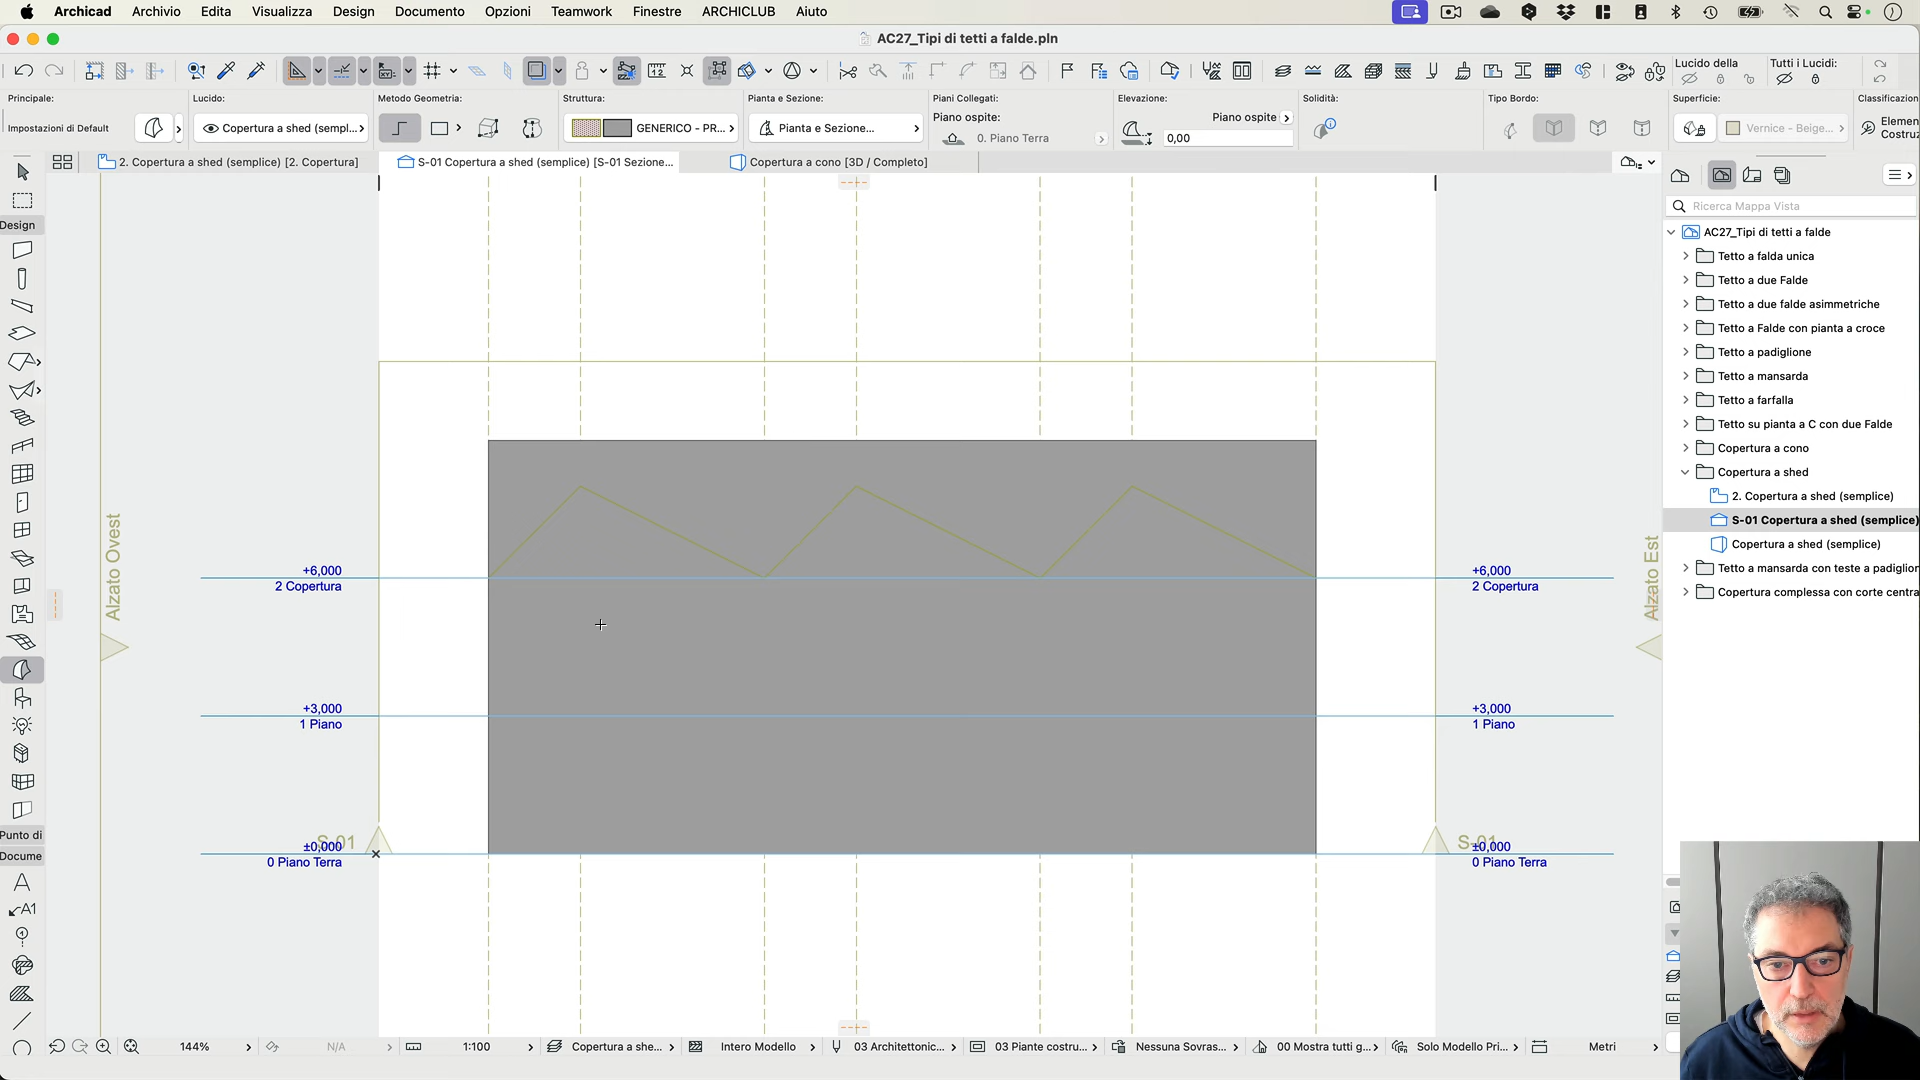 Archicad Archivio Edita Visualizza Design Documento Opzioni Teamwork Finestre ARCHICLUB Aiuto
AC27_Tipi di tetti a falde.pln
Lucido della
Tutti i Lucidi:
Principale:
Lucido:
Metodo Geometria:
Struttura:
Pianta e Sezione:
Piani Collegati:
Elevazione:
Solidità:
Tipo Bordo:
Superficie:
Classificazion
Piano ospite:
Piano ospite
Impostazioni di Default
Copertura a shed (sempl...
GENERICO - PR...
Pianta e Sezione...
0. Piano Terra
0,00
Vernice - Beige...
Elemen
Costruz
2. Copertura a shed (semplice) [2. Copertura]
S-01 Copertura a shed (semplice) [S-01 Sezione...
Copertura a cono [3D / Completo]
Design
Punto di
Docume
A
A1
Ricerca Mappa Vista
AC27_Tipi di tetti a falde
Tetto a falda unica
Tetto a due Falde
Tetto a due falde asimmetriche
Tetto a Falde con pianta a croce
Tetto a padiglione
Tetto a mansarda
Tetto a farfalla
Tetto su pianta a C con due Falde
Copertura a cono
Copertura a shed
2. Copertura a shed (semplice)
S-01 Copertura a shed (semplice)
Copertura a shed (semplice)
Tetto a mansarda con teste a padiglior
Copertura complessa con corte centra
Alzato Ovest
Alzato Est
+6,000
2 Copertura
+3,000
1 Piano
S-01
±0,000
0 Piano Terra
+6,000
2 Copertura
+3,000
1 Piano
S-01
±0,000
0 Piano Terra
144%
N/A
1:100
Copertura a she...
Intero Modello
03 Architettonic...
03 Piante costru...
Nessuna Sovras...
00 Mostra tutti g...
Solo Modello Pri...
Metri